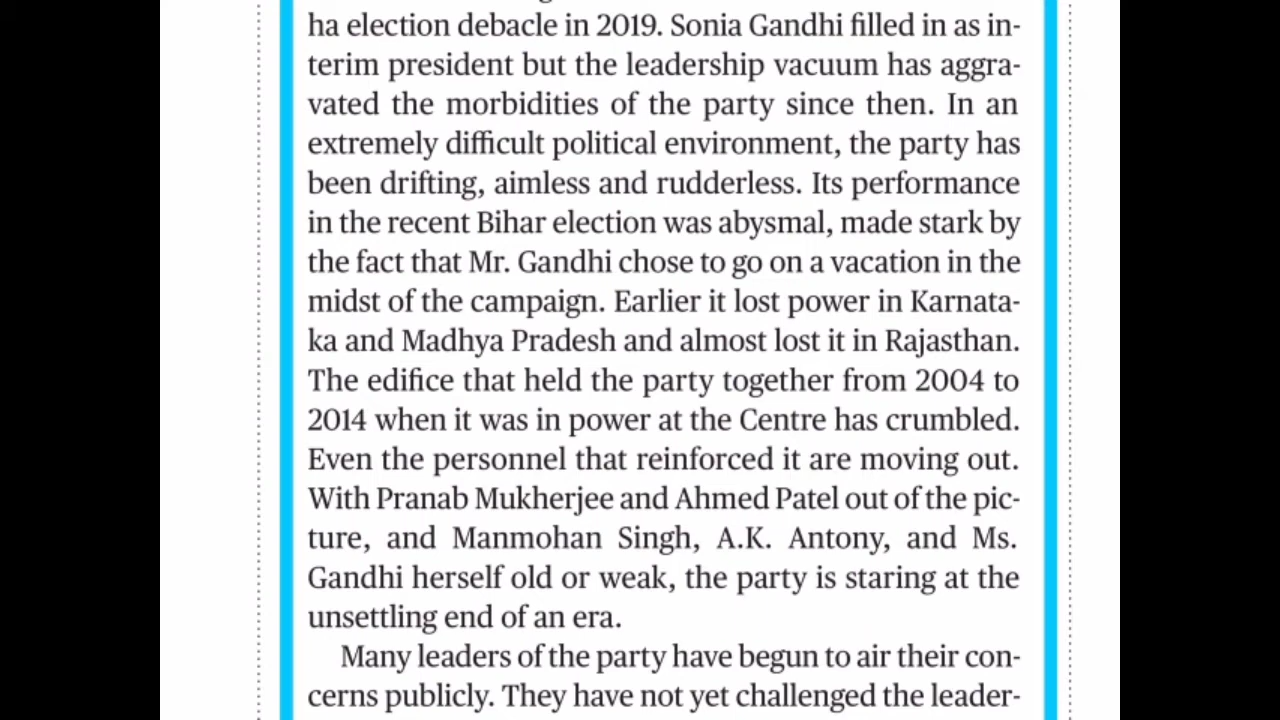 ha election debacle in 2019. Sonia Gandhi filled in as in-
terim president but the leadership vacuum has aggra-
vated the morbidities of the party since then. In an
extremely difficult political environment, the party has
been drifting, aimless and rudderless. Its performance
in the recent Bihar election was abysmal, made stark by
the fact that Mr. Gandhi chose to go on a vacation in the
midst of the campaign. Earlier it lost power in Karnata-
ka and Madhya Pradesh and almost lost it in Rajasthan.
The edifice that held the party together from 2004 to
2014 when it was in power at the Centre has crumbled.
Even the personnel that reinforced it are moving out.
With Pranab Mukherjee and Ahmed Patel out of the pic-
ture, and Manmohan Singh, A.K. Antony, and Ms.
Gandhi herself old or weak, the party is staring at the
unsettling end of an era.
Many leaders of the party have begun to air their con-
cerns publicly. They have not yet challenged the leader-